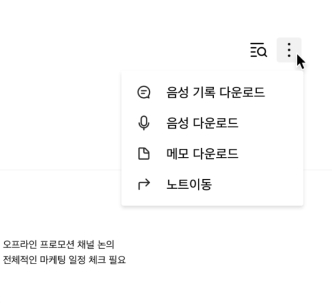 음성 기록 다운로드
음성 다운로드
메모 다운로드
노트이동
오프라인 프로모션 채널 논의
전체적인 마케팅 일정 체크 필요